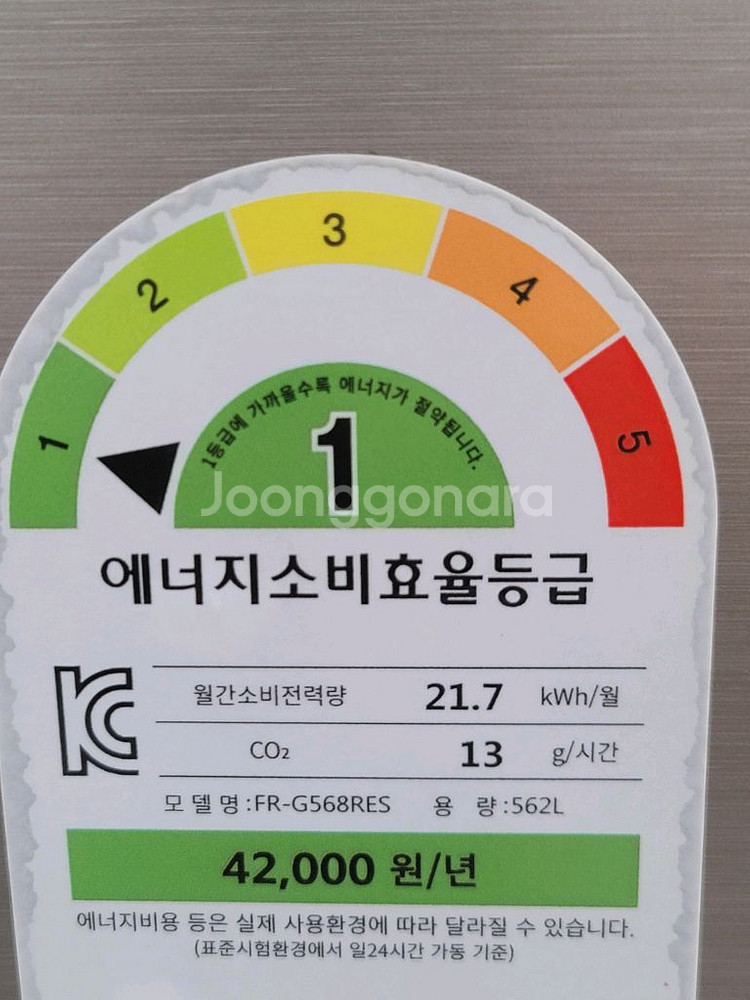 3
2
4
1
5
1등급에 가까울수록 에너지가 절약됩니다.
1
Joonggonara
에너지소비효율등급
KC
월간소비전력량 21.7 kWh/월
CO₂ 13 g/시간
모 델 명 : FR-G568RES 용 량 : 562L
42,000 원/년
에너지비용 등은 실제 사용환경에 따라 달라질 수 있습니다.
(표준시험환경에서 일24시간 가동 기준)